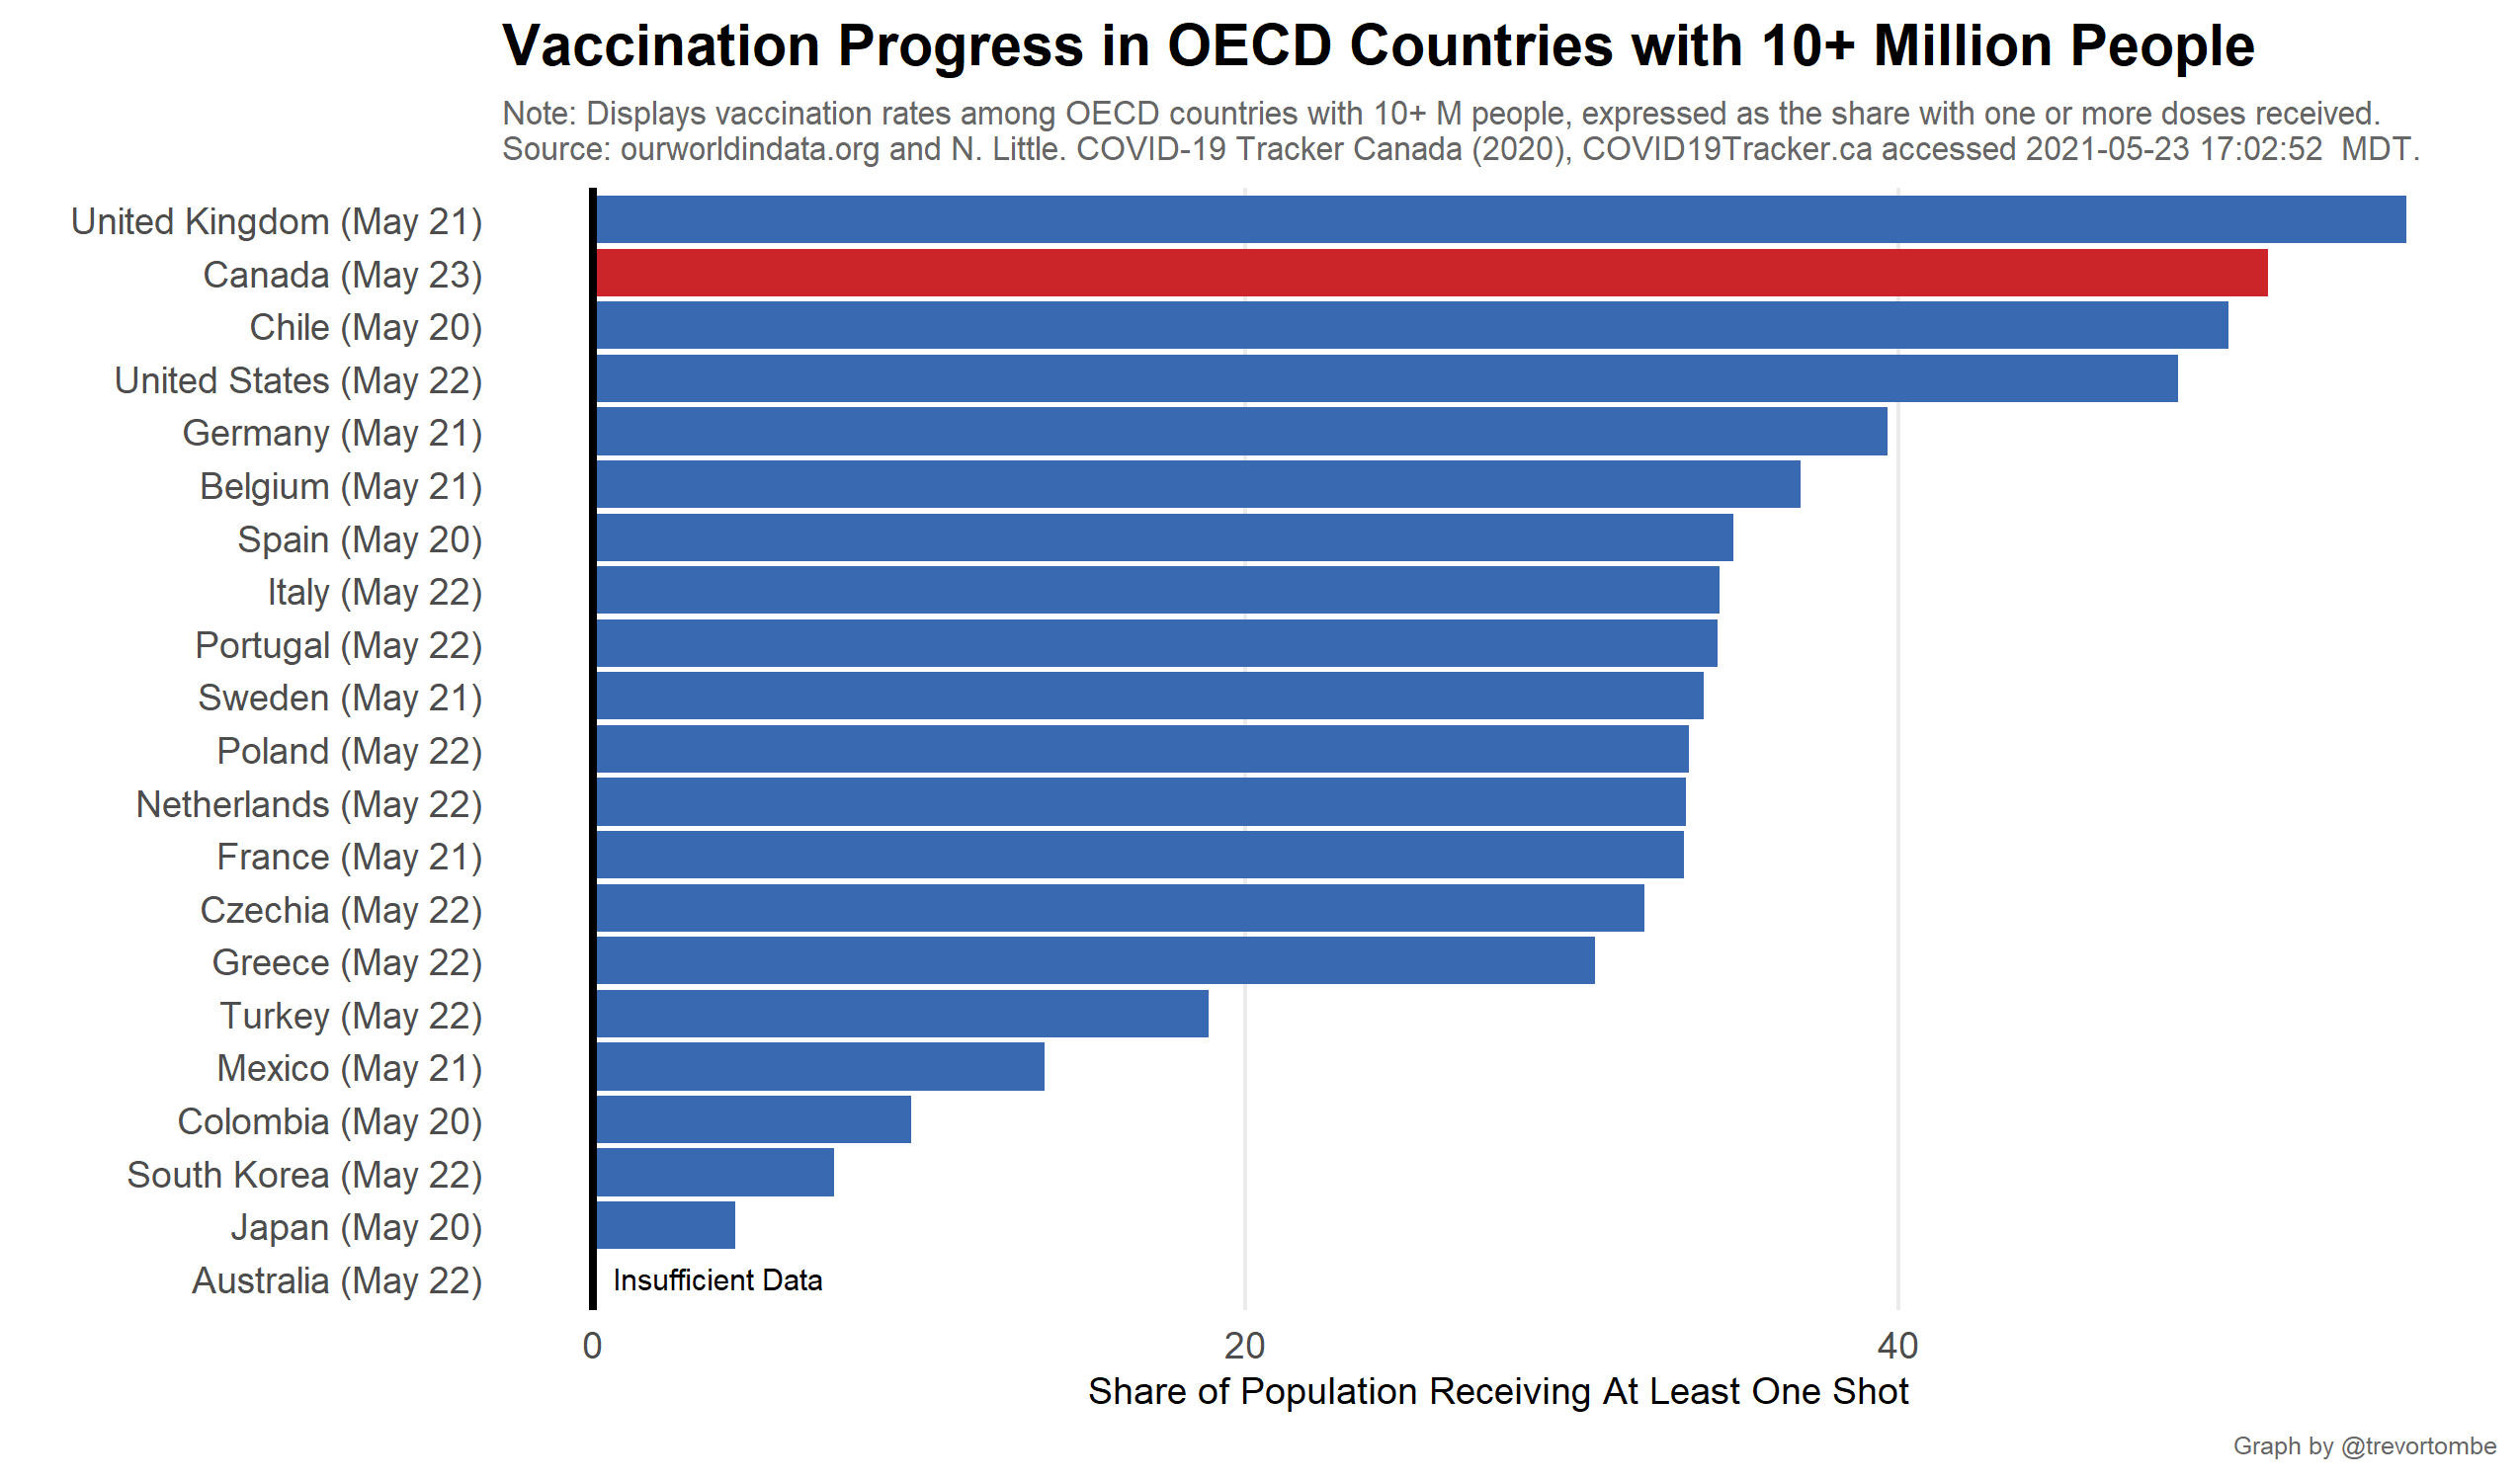 Vaccination Progress in OECD Countries with 10+ Million People
Note: Displays vaccination rates among OECD countries with 10+ M people, expressed as the share with one or more doses received.
Source: ourworldindata.org and N. Little. COVID-19 Tracker Canada (2020), COVID19Tracker.ca accessed 2021-05-23 17:02:52  MDT.
United Kingdom (May 21)
Canada (May 23)
Chile (May 20)
United States (May 22)
Germany (May 21)
Belgium (May 21)
Spain (May 20)
Italy (May 22)
Portugal (May 22)
Sweden (May 21)
Poland (May 22)
Netherlands (May 22)
France (May 21)
Czechia (May 22)
Greece (May 22)
Turkey (May 22)
Mexico (May 21)
Colombia (May 20)
South Korea (May 22)
Japan (May 20)
Australia (May 22) Insufficient Data
0 20 40
Share of Population Receiving At Least One Shot
Graph by @trevortombe